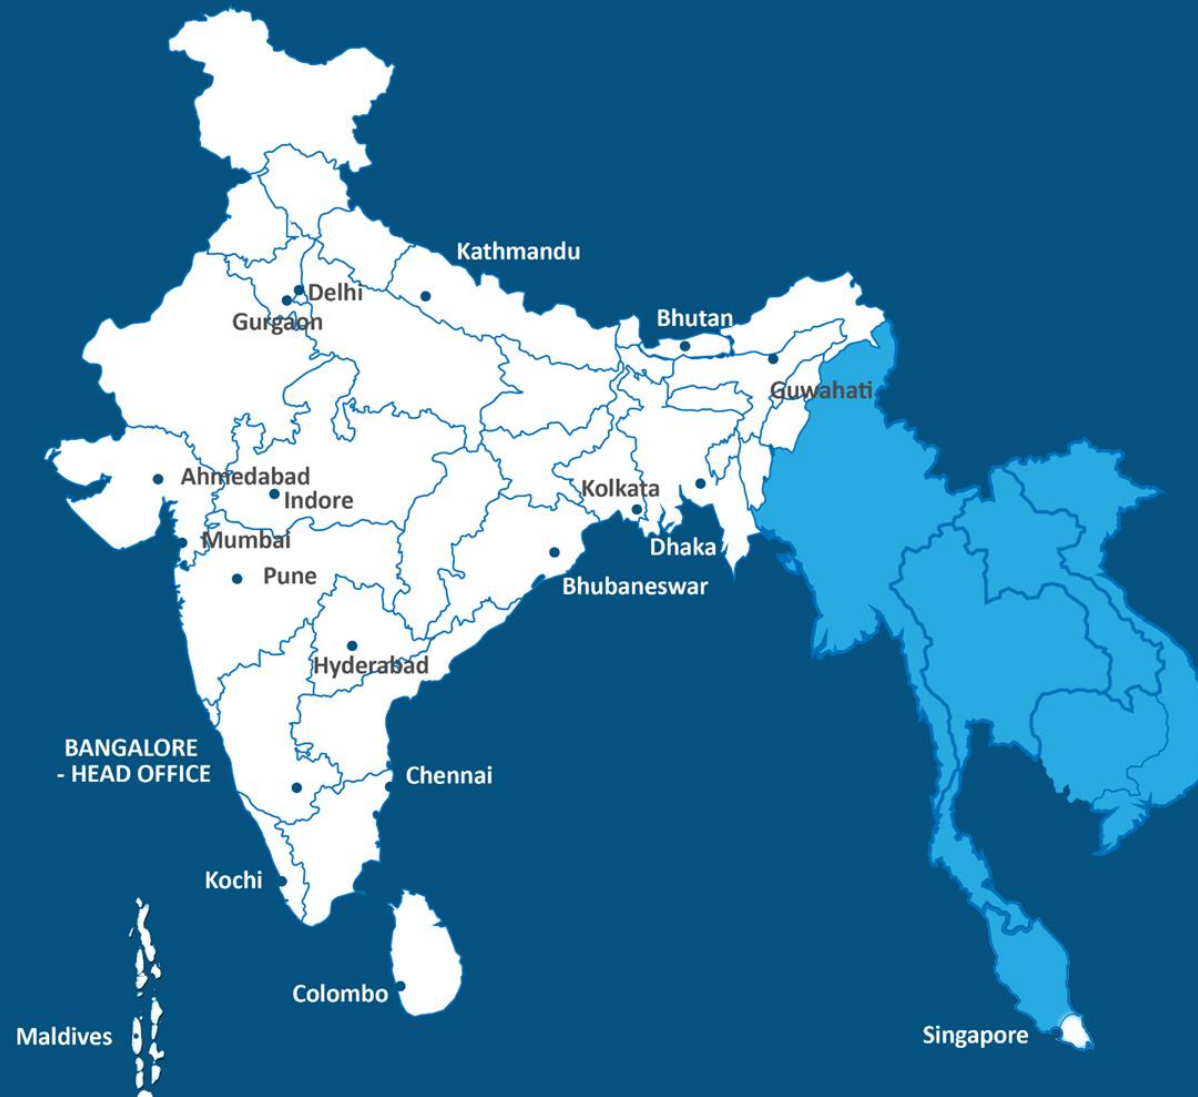 Kathmandu
Delhi
Gurgaon
Bhutan
Guwahati
Ahmedabad
Indore
Kolkata
Mumbai
Dhaka
Pune
Bhubaneswar
Hyderabad
BANGALORE
- HEAD OFFICE
Chennai
Kochi
Colombo
Maldives
Singapore